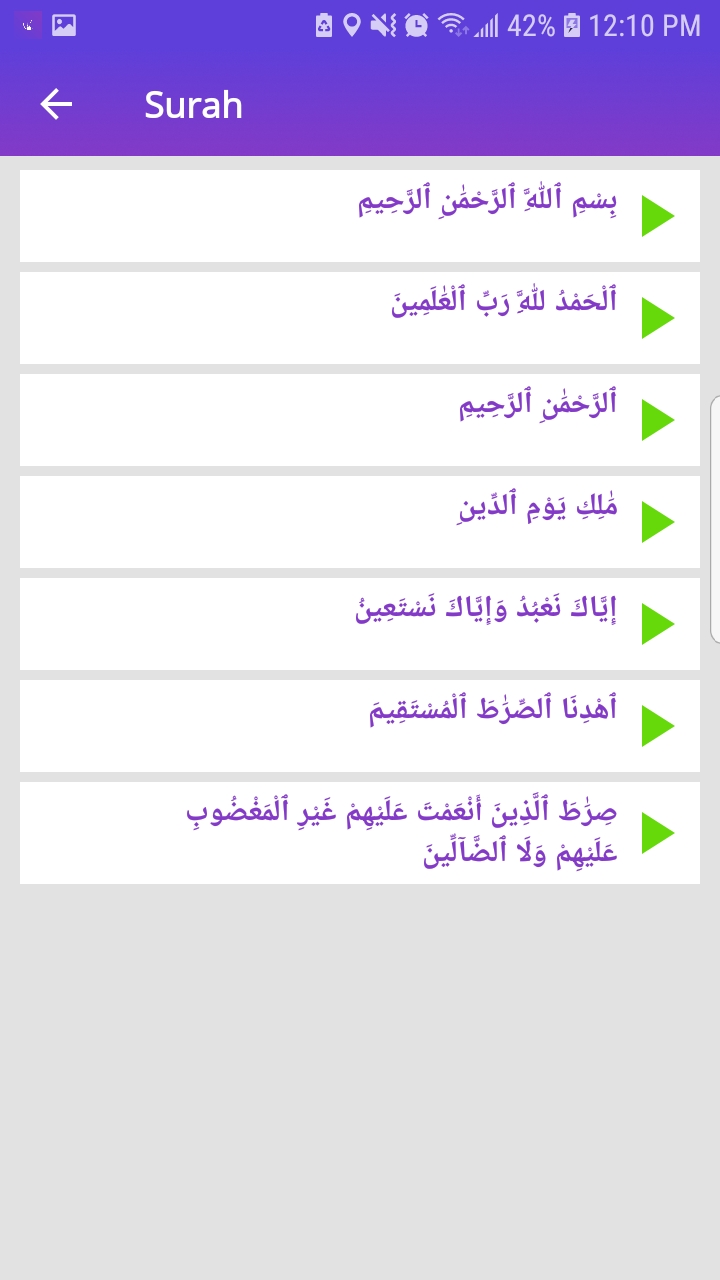 42% 12:10 PM
Surah
بِسْمِ ٱللَّهِ ٱلرَّحْمَٰنِ ٱلرَّحِيمِ
ٱلْحَمْدُ لِلَّهِ رَبِّ ٱلْعَٰلَمِينَ
ٱلرَّحْمَٰنِ ٱلرَّحِيمِ
مَٰلِكِ يَوْمِ ٱلدِّينِ
إِيَّاكَ نَعْبُدُ وَإِيَّاكَ نَسْتَعِينُ
ٱهْدِنَا ٱلصِّرَٰطَ ٱلْمُسْتَقِيمَ
صِرَٰطَ ٱلَّذِينَ أَنْعَمْتَ عَلَيْهِمْ غَيْرِ ٱلْمَغْضُوبِ
عَلَيْهِمْ وَلَا ٱلضَّآلِّينَ